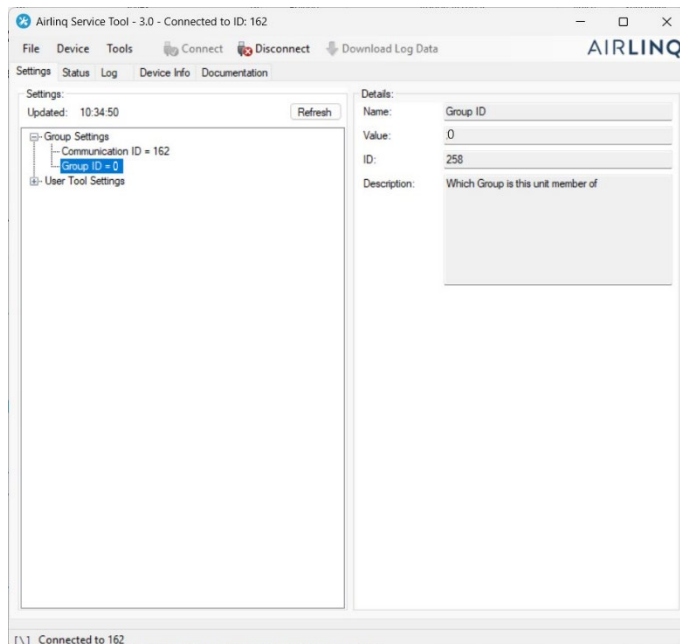 Airlinq Service Tool - 3.0 - Connected to ID: 162
File Device Tools Connect Disconnect Download Log Data
AIRLINQ
Settings Status Log Device Info Documentation
Settings:
Updated: 10:34:50 Refresh
Group Settings
Communication ID = 162
Group ID = 0
User Tool Settings
Details:
Name: Group ID
Value: 0
ID: 258
Description: Which Group is this unit member of
[\] Connected to 162